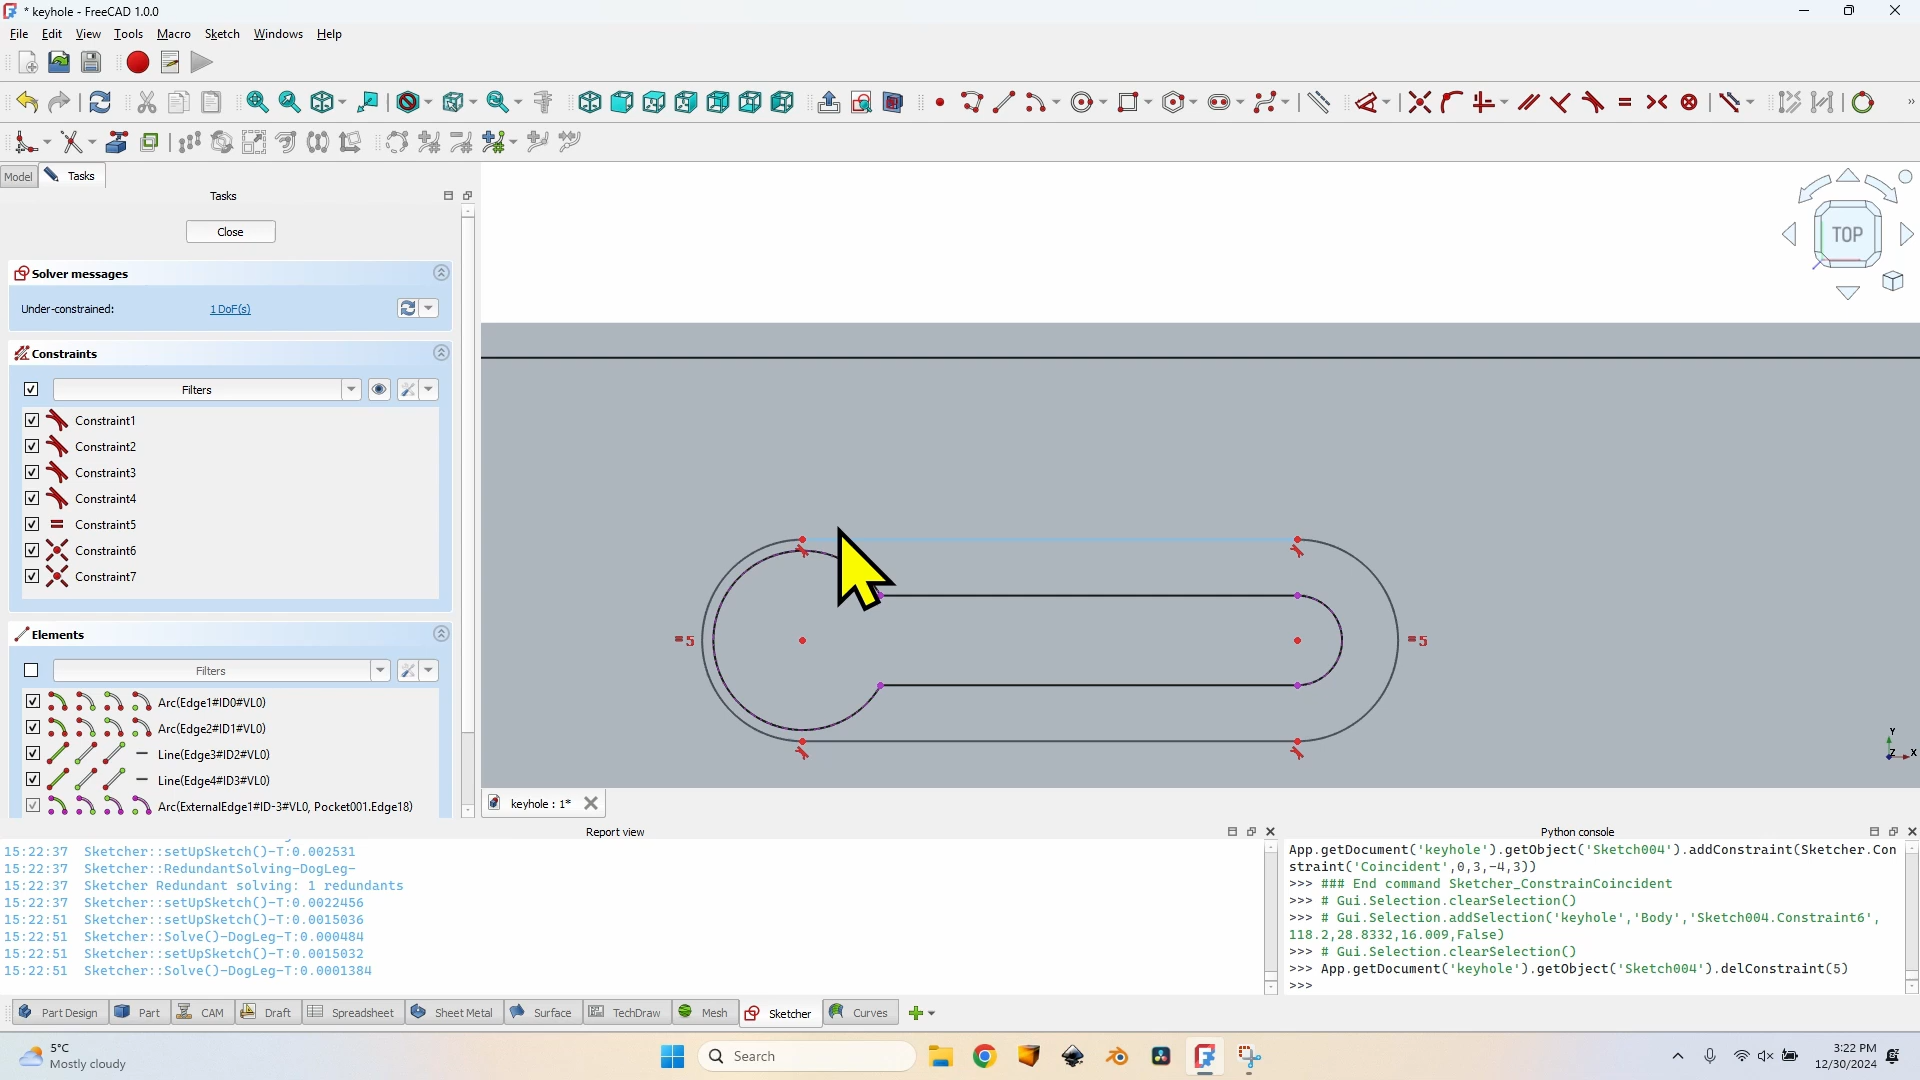 * keyhole - FreeCAD 1.0.0
File Edit View Tools Macro Sketch Windows Help
Model Tasks
Tasks
Close
Solver messages
Under-constrained: 1 DoF(s)
Constraints
Filters
Constraint1
Constraint2
Constraint3
Constraint4
Constraint5
Constraint6
Constraint7
Elements
Filters
Arc(Edge1#ID0#VL0)
Arc(Edge2#ID1#VL0)
Line(Edge3#ID2#VL0)
Line(Edge4#ID3#VL0)
Arc(ExternalEdge1#ID-3#VL0, Pocket001.Edge18)
TOP
=5
=5
Y
Z X
keyhole : 1*
Report view
15:22:37 Sketcher::setUpSketch()-T:0.002531
15:22:37 Sketcher::RedundantSolving-DogLeg-
15:22:37 Sketcher Redundant solving: 1 redundants
15:22:37 Sketcher::setUpSketch()-T:0.0022456
15:22:51 Sketcher::setUpSketch()-T:0.0015036
15:22:51 Sketcher::Solve()-DogLeg-T:0.000484
15:22:51 Sketcher::setUpSketch()-T:0.0015032
15:22:51 Sketcher::Solve()-DogLeg-T:0.0001384
Python console
App.getDocument('keyhole').getObject('Sketch004').addConstraint(Sketcher.Con
straint('Coincident',0,3,-4,3))
>>> ### End command Sketcher_ConstrainCoincident
>>> # Gui.Selection.clearSelection()
>>> # Gui.Selection.addSelection('keyhole','Body','Sketch004.Constraint6',
118.2,28.8332,16.009,False)
>>> # Gui.Selection.clearSelection()
>>> App.getDocument('keyhole').getObject('Sketch004').delConstraint(5)
>>>
Part Design Part CAM Draft Spreadsheet Sheet Metal Surface TechDraw Mesh Sketcher Curves
5°C
Mostly cloudy
Search
3:22 PM
12/30/2024